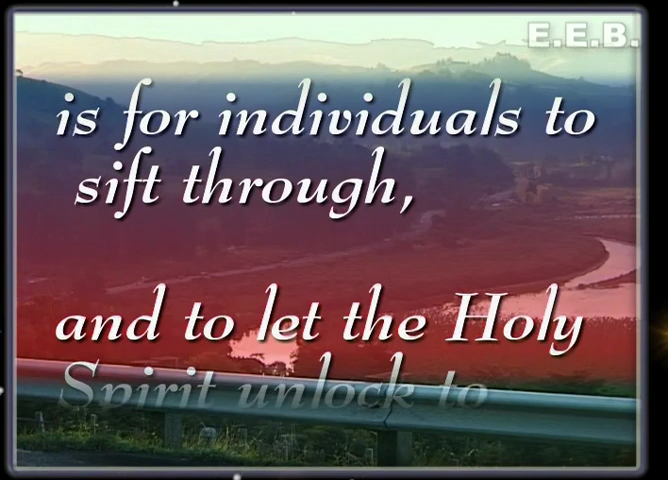 E.E.B.
is for individuals to
sift through,
and to let the Holy
Spirit unlock to